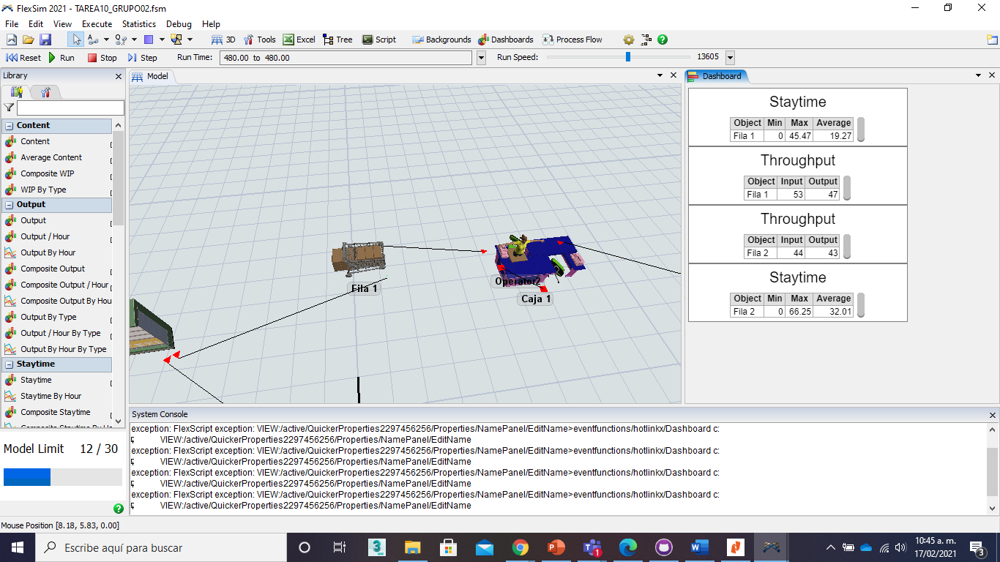 FlexSim 2021 - TAREA10_GRUPO02.fsm
File Edit View Execute Statistics Debug Help
3D Tools Excel Tree Script Backgrounds Dashboards Process Flow
Reset Run Stop Step Run Time: 480.00 to 480.00 Run Speed: 13605
Library
Content
Content
Average Content
Composite WIP
WIP By Type
Output
Output
Output / Hour
Output By Hour
Composite Output
Composite Output / Hour
Composite Output By Hou
Output By Type
Output / Hour By Type
Output By Hour By Type
Staytime
Staytime
Staytime By Hour
Composite Staytime
Composite Staytime By Ho
Model Limit 12 / 30
Model
Fila 1
Operator2
Caja 1
Dashboard
Staytime
Object Min Max Average
Fila 1 0 45.47 19.27
Throughput
Object Input Output
Fila 1 53 47
Throughput
Object Input Output
Fila 2 44 43
Staytime
Object Min Max Average
Fila 2 0 66.25 32.01
System Console
exception: FlexScript exception: VIEW:/active/QuickerProperties2297456256/Properties/NamePanel/EditName>eventfunctions/hotlinkx/Dashboard c:
VIEW:/active/QuickerProperties2297456256/Properties/NamePanel/EditName
exception: FlexScript exception: VIEW:/active/QuickerProperties2297456256/Properties/NamePanel/EditName>eventfunctions/hotlinkx/Dashboard c:
VIEW:/active/QuickerProperties2297456256/Properties/NamePanel/EditName
exception: FlexScript exception: VIEW:/active/QuickerProperties2297456256/Properties/NamePanel/EditName>eventfunctions/hotlinkx/Dashboard c:
VIEW:/active/QuickerProperties2297456256/Properties/NamePanel/EditName
exception: FlexScript exception: VIEW:/active/QuickerProperties2297456256/Properties/NamePanel/EditName>eventfunctions/hotlinkx/Dashboard c:
VIEW:/active/QuickerProperties2297456256/Properties/NamePanel/EditName
Mouse Position [8.18, 5.83, 0.00]
Escribe aquí para buscar
10:45 a. m.
17/02/2021
3